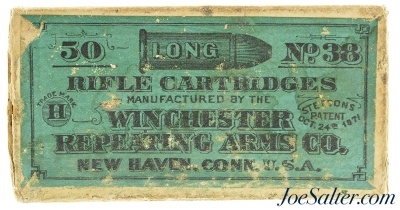 50 LONG No 38
RIFLE CARTRIDGES
MANUFACTURED BY THE
TRADE MARK
H
WINCHESTER
STETSON'S
PATENT
OCT. 24th 1871
REPEATING ARMS CO.
NEW HAVEN, CONN. U.S.A.
JoeSalter.com